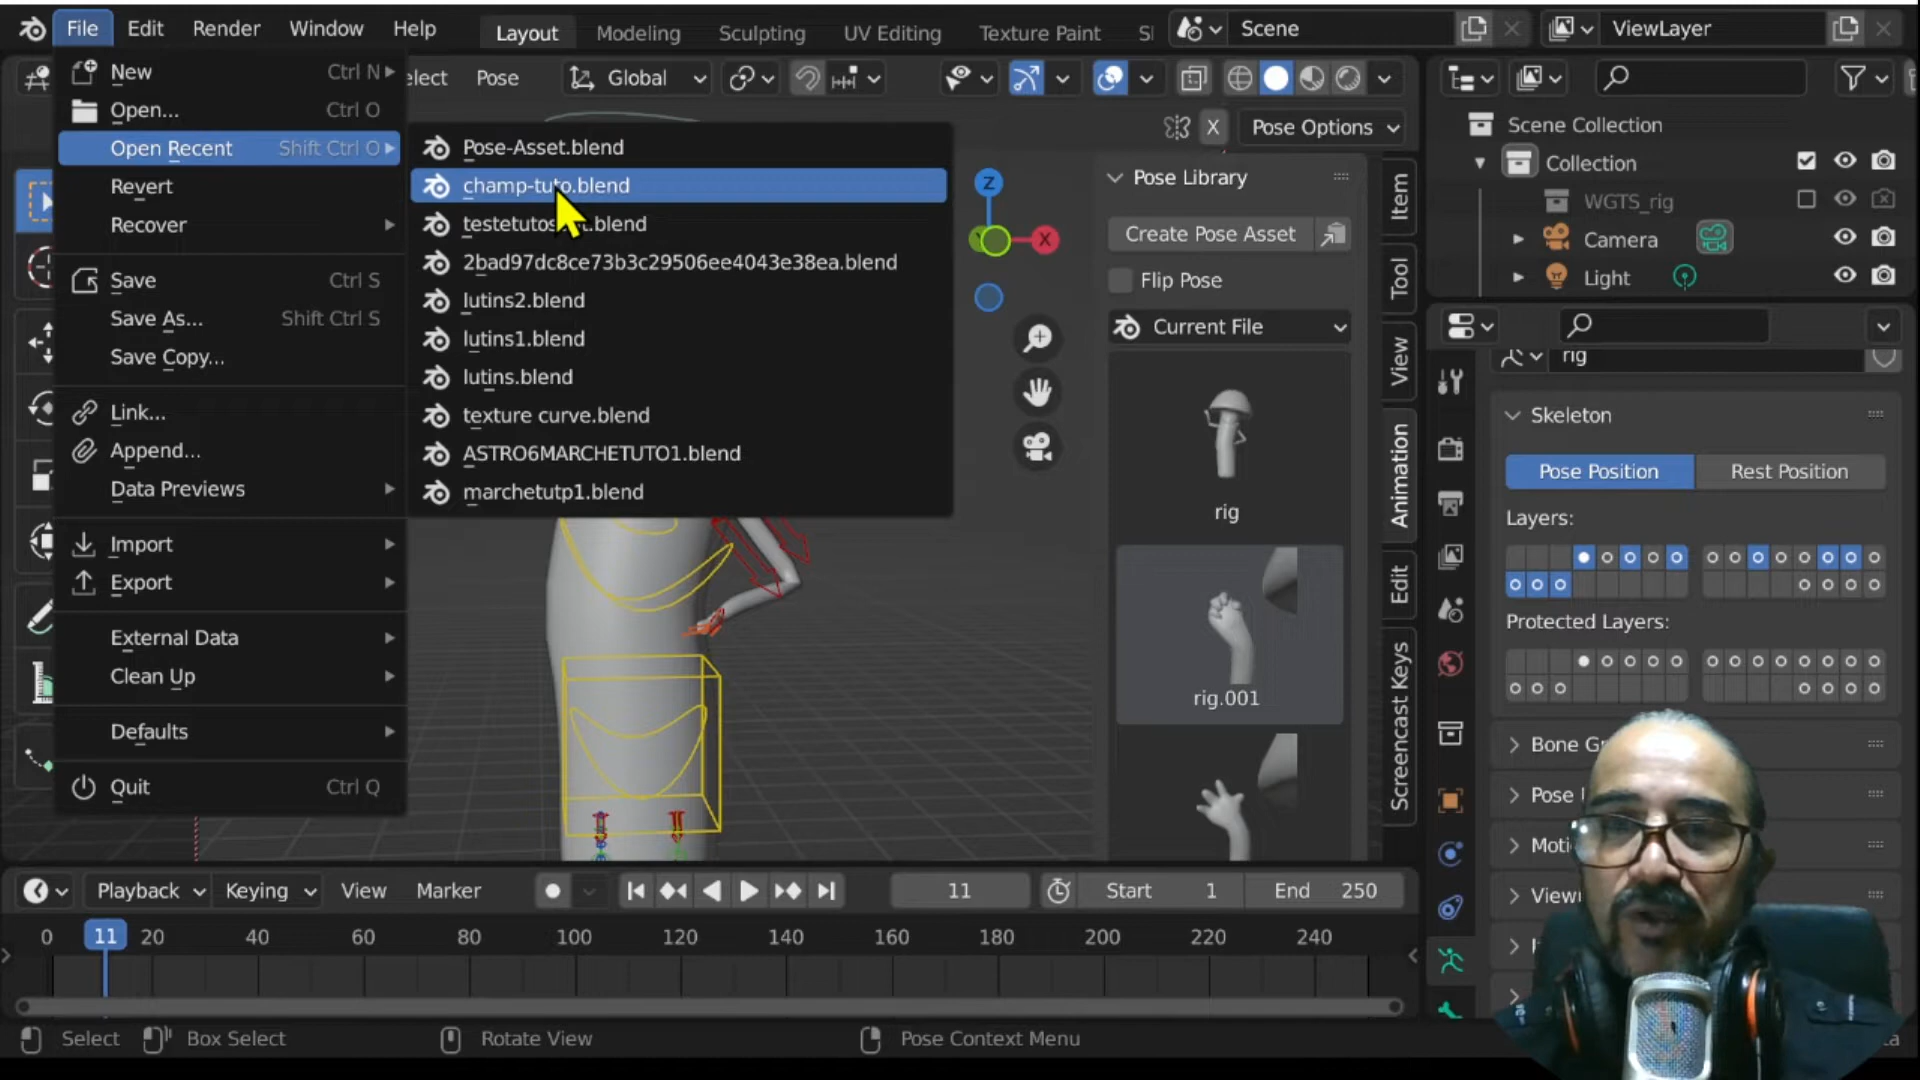 File Edit Render Window Help Layout Modeling Sculpting UV Editing Texture Paint Scene ViewLayer
New Ctrl N
Open... Ctrl O
Open Recent Shift Ctrl O
Revert
Recover
Save Ctrl S
Save As... Shift Ctrl S
Save Copy...
Link...
Append...
Data Previews
Import
Export
External Data
Clean Up
Defaults
Quit Ctrl Q
Pose-Asset.blend
champ-tuto.blend
2bad97dc8ce73b3c29506ee4043e38ea.blend
lutins2.blend
lutins1.blend
lutins.blend
texture curve.blend
ASTRO6MARCHETUTO1.blend
marchetutp1.blend
Pose Global
X Pose Options
Z
X
Pose Library
Create Pose Asset
Flip Pose
Current File
rig
rig.001
Item
Tool
View
Animation
Edit
Screencast Keys
Scene Collection
Collection
WGTS_rig
Camera
Light
rig
Skeleton
Pose Position Rest Position
Layers:
Protected Layers:
Playback Keying View Marker 11 Start 1 End 250
0 11 20 40 60 80 100 120 140 160 180 200 220 240
Select Box Select Rotate View Pose Context Menu